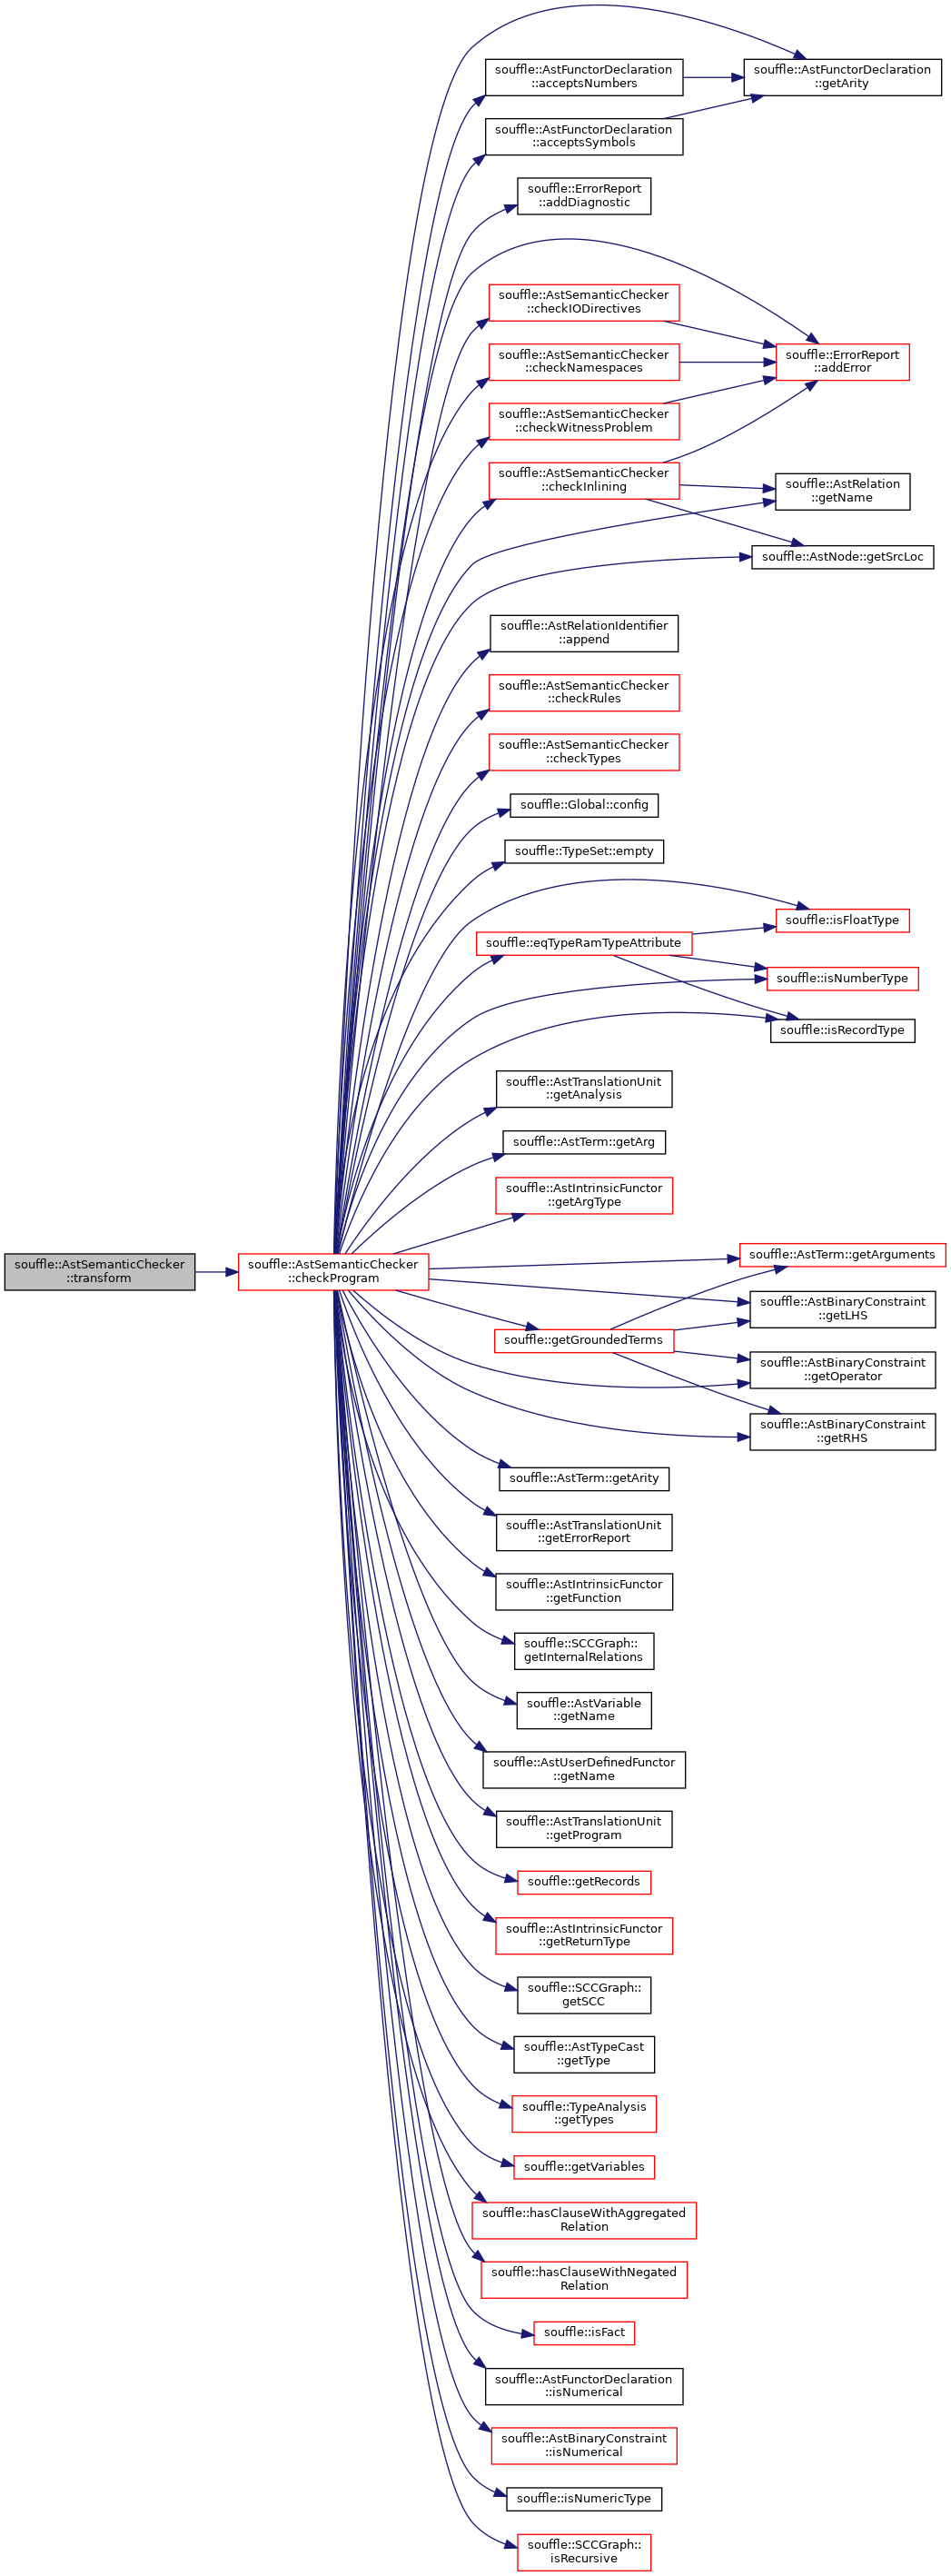 souffle::AstSemanticChecker
::transform
souffle::AstSemanticChecker
::checkProgram
souffle::AstFunctorDeclaration
::acceptsNumbers
souffle::AstFunctorDeclaration
::getArity
souffle::AstFunctorDeclaration
::acceptsSymbols
souffle::ErrorReport
::addDiagnostic
souffle::AstSemanticChecker
::checkIODirectives
souffle::AstSemanticChecker
::checkNamespaces
souffle::ErrorReport
::addError
souffle::AstSemanticChecker
::checkWitnessProblem
souffle::AstSemanticChecker
::checkInlining
souffle::AstRelation
::getName
souffle::AstNode::getSrcLoc
souffle::AstRelationIdentifier
::append
souffle::AstSemanticChecker
::checkRules
souffle::AstSemanticChecker
::checkTypes
souffle::Global::config
souffle::TypeSet::empty
souffle::isFloatType
souffle::eqTypeRamTypeAttribute
souffle::isNumberType
souffle::isRecordType
souffle::AstTranslationUnit
::getAnalysis
souffle::AstTerm::getArg
souffle::AstIntrinsicFunctor
::getArgType
souffle::AstTerm::getArguments
souffle::AstBinaryConstraint
::getLHS
souffle::getGroundedTerms
souffle::AstBinaryConstraint
::getOperator
souffle::AstBinaryConstraint
::getRHS
souffle::AstTerm::getArity
souffle::AstTranslationUnit
::getErrorReport
souffle::AstIntrinsicFunctor
::getFunction
souffle::SCCGraph::
getInternalRelations
souffle::AstVariable
::getName
souffle::AstUserDefinedFunctor
::getName
souffle::AstTranslationUnit
::getProgram
souffle::getRecords
souffle::AstIntrinsicFunctor
::getReturnType
souffle::SCCGraph::
getSCC
souffle::AstTypeCast
::getType
souffle::TypeAnalysis
::getTypes
souffle::getVariables
souffle::hasClauseWithAggregated
Relation
souffle::hasClauseWithNegated
Relation
souffle::isFact
souffle::AstFunctorDeclaration
::isNumerical
souffle::AstBinaryConstraint
::isNumerical
souffle::isNumericType
souffle::SCCGraph::
isRecursive